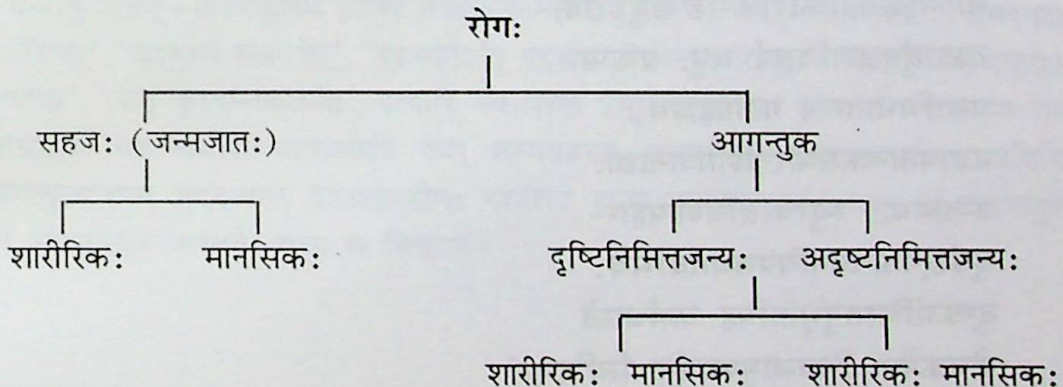 रोगः
सहजः (जन्मजातः) आगन्तुक
शारीरिकः मानसिकः दृष्टिनिमित्तजन्यः अदृष्टनिमित्तजन्यः
शारीरिकः मानसिकः शारीरिकः मानसिकः